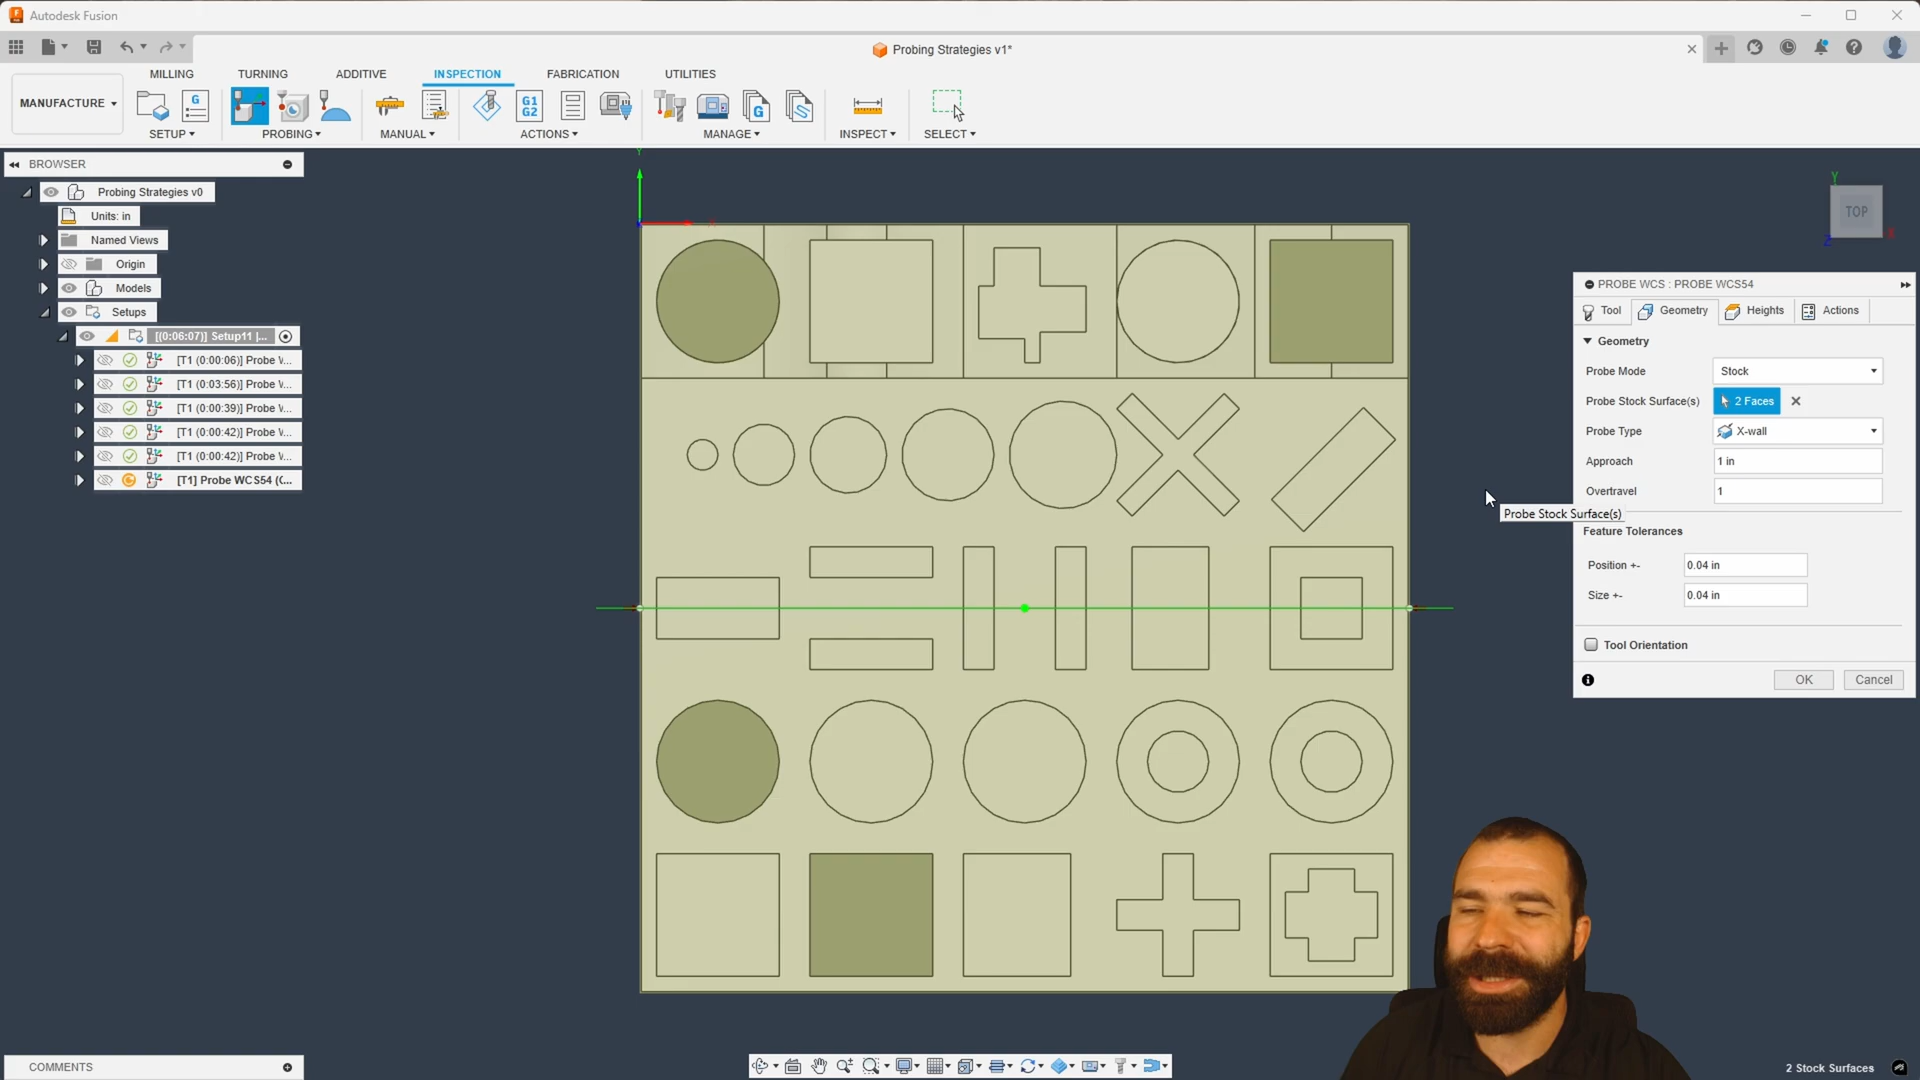 Autodesk Fusion
Probing Strategies v1*
MILLING
TURNING
ADDITIVE
INSPECTION
FABRICATION
UTILITIES
MANUFACTURE
SETUP
PROBING
MANUAL
ACTIONS
MANAGE
INSPECT
SELECT
G
G1
G2
G
BROWSER
Probing Strategies v0
Units: in
Named Views
Origin
Models
Setups
[(0:06:07)] Setup11 |...
[T1 (0:00:06)] Probe W...
[T1 (0:03:56)] Probe W...
[T1 (0:00:39)] Probe W...
[T1 (0:00:42)] Probe W...
[T1 (0:00:42)] Probe W...
[T1] Probe WCS54 (C...
Y
X
Y
TOP
Z
X
PROBE WCS : PROBE WCS54
Tool
Geometry
Heights
Actions
Geometry
Probe Mode
Stock
Probe Stock Surface(s)
2 Faces
Probe Type
X-wall
Approach
1 in
Overtravel
1
Probe Stock Surface(s)
Feature Tolerances
Position +-
0.04 in
Size +-
0.04 in
Tool Orientation
OK
Cancel
COMMENTS
2 Stock Surfaces